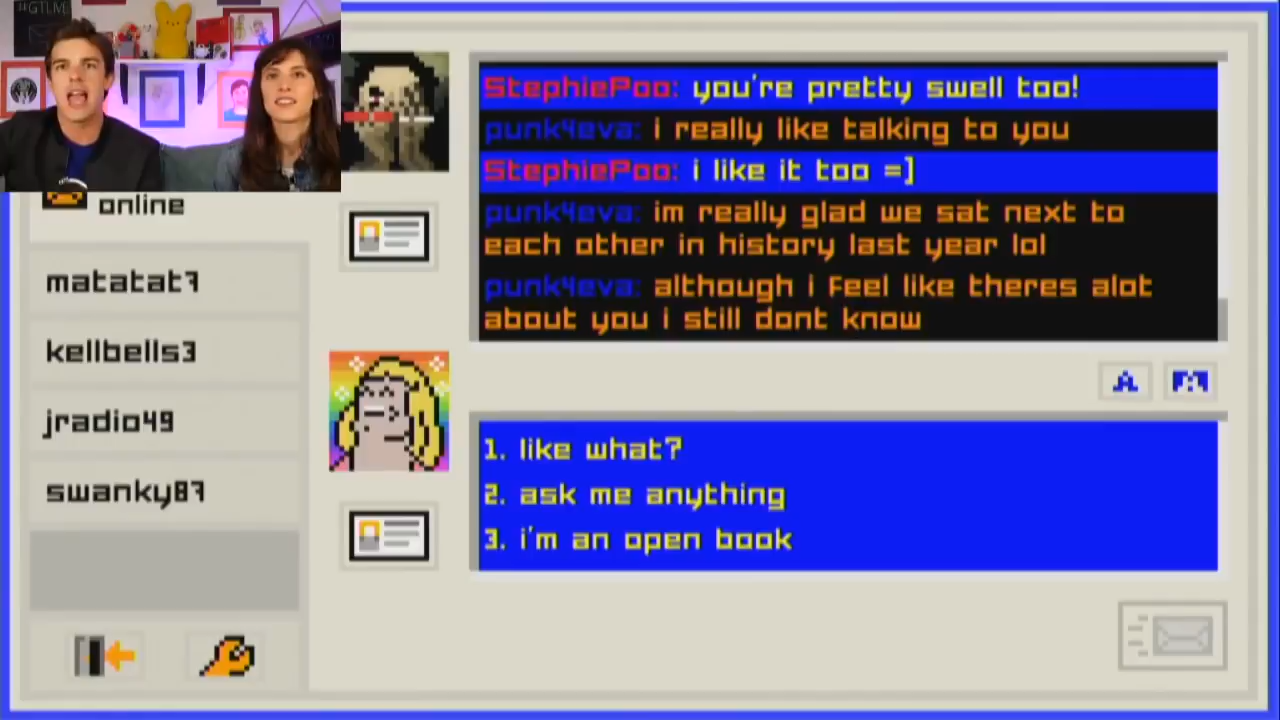 #GTLIVE
StephiePoo: you're pretty swell too!
punk4eva: i really like talking to you
StephiePoo: i like it too =]
punk4eva: im really glad we sat next to
each other in history last year lol
punk4eva: although i feel like theres alot
about you i still dont know
online
matatat7
kellbells3
jradio49
swanky87
A
M
1. like what?
2. ask me anything
3. i'm an open book